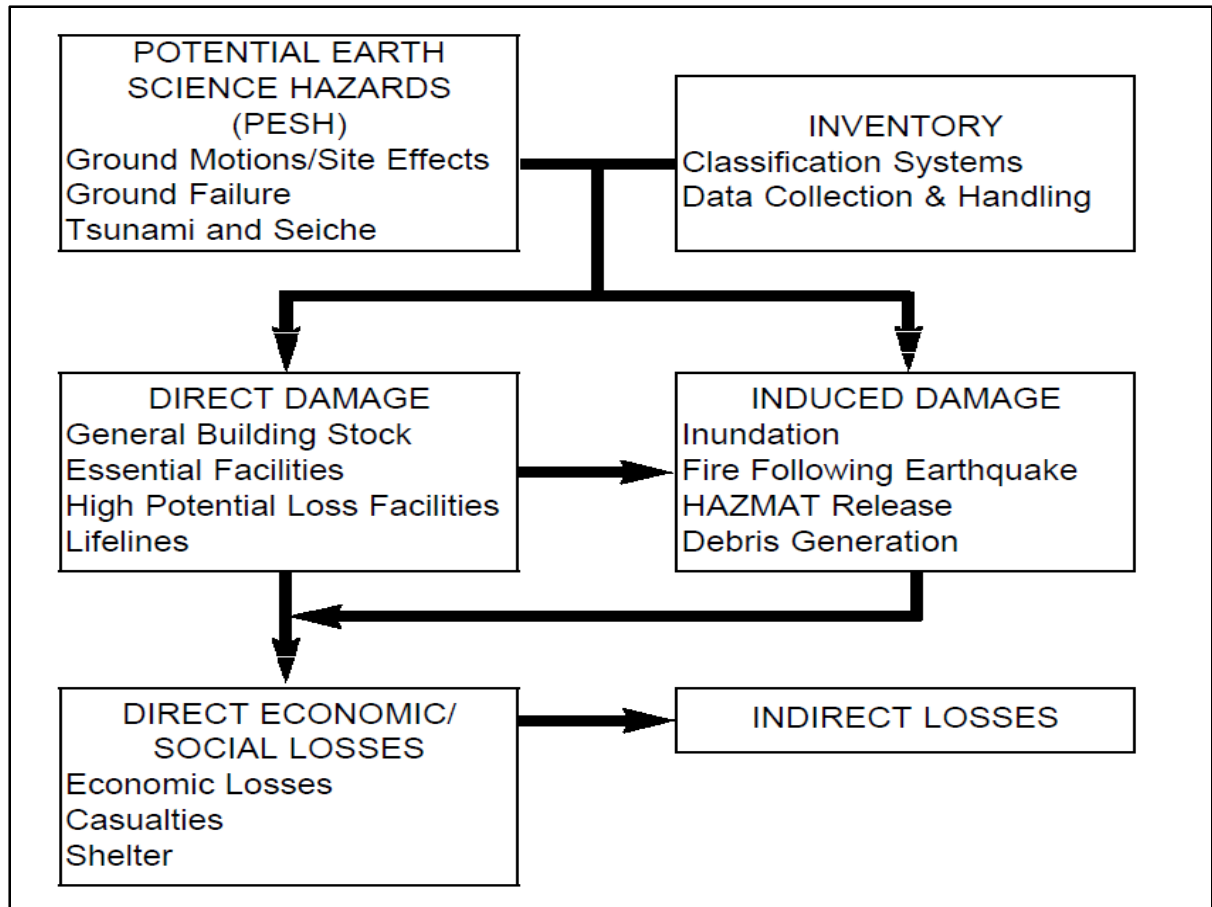 POTENTIAL EARTH
SCIENCE HAZARDS
(PESH)
Ground Motions/Site Effects
Ground Failure
Tsunami and Seiche
INVENTORY
Classification Systems
Data Collection & Handling
DIRECT DAMAGE
General Building Stock
Essential Facilities
High Potential Loss Facilities
Lifelines
INDUCED DAMAGE
Inundation
Fire Following Earthquake
HAZMAT Release
Debris Generation
DIRECT ECONOMIC/
SOCIAL LOSSES
Economic Losses
Casualties
Shelter
INDIRECT LOSSES